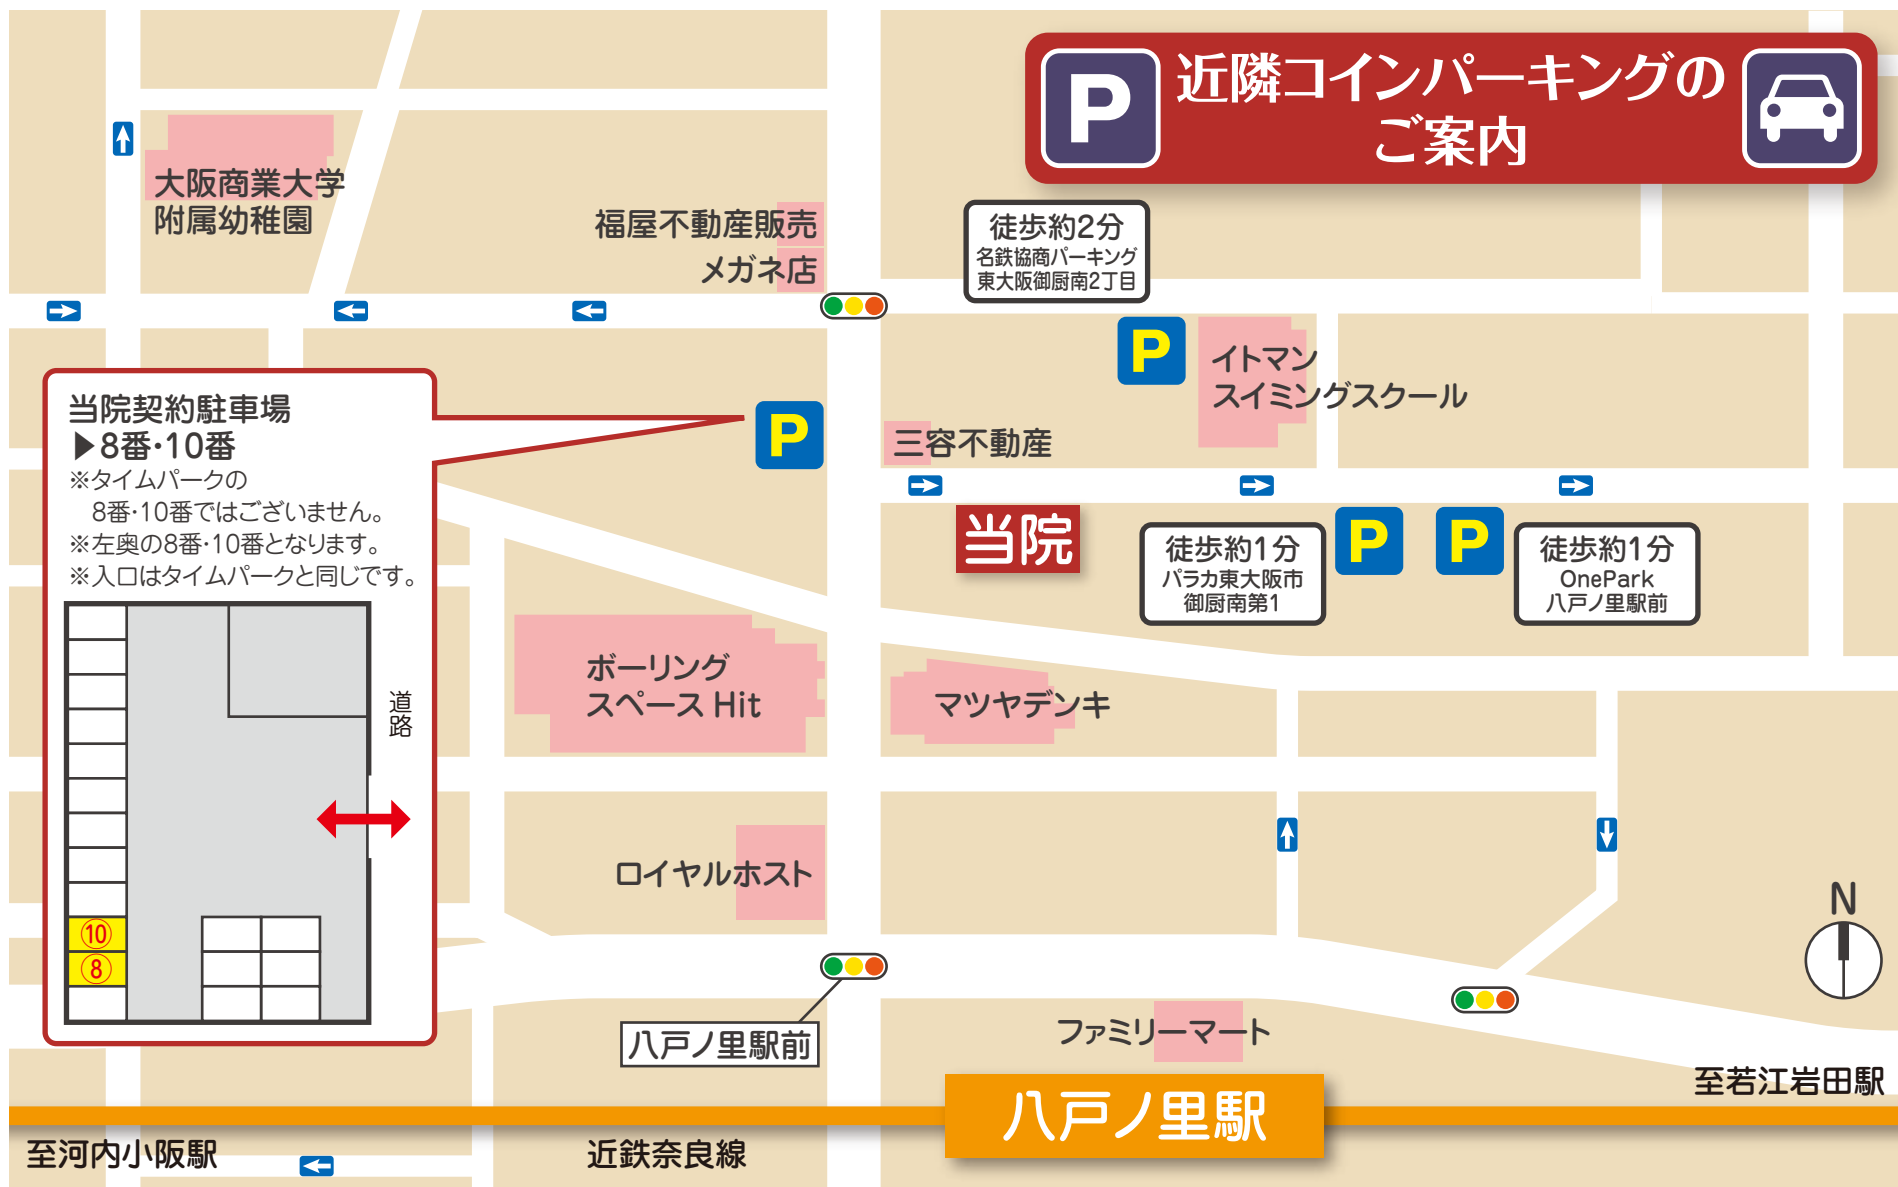 P
近隣コインパーキングの
ご案内
大阪商業大学
附属幼稚園
福屋不動産販売
メガネ店
徒歩約2分
名鉄協商パーキング
東大阪御厨南2丁目
P
イトマン
スイミングスクール
当院契約駐車場
▶8番・10番
※タイムパークの
8番・10番ではございません。
※左奥の8番・10番となります。
※入口はタイムパークと同じです。
道路
⑩
⑧
P
三容不動産
当院
徒歩約1分
パラカ東大阪市
御厨南第1
P
P
徒歩約1分
OnePark
八戸ノ里駅前
ボーリング
スペース Hit
マツヤデンキ
ロイヤルホスト
N
八戸ノ里駅前
ファミリーマート
至若江岩田駅
八戸ノ里駅
至河内小阪駅
近鉄奈良線